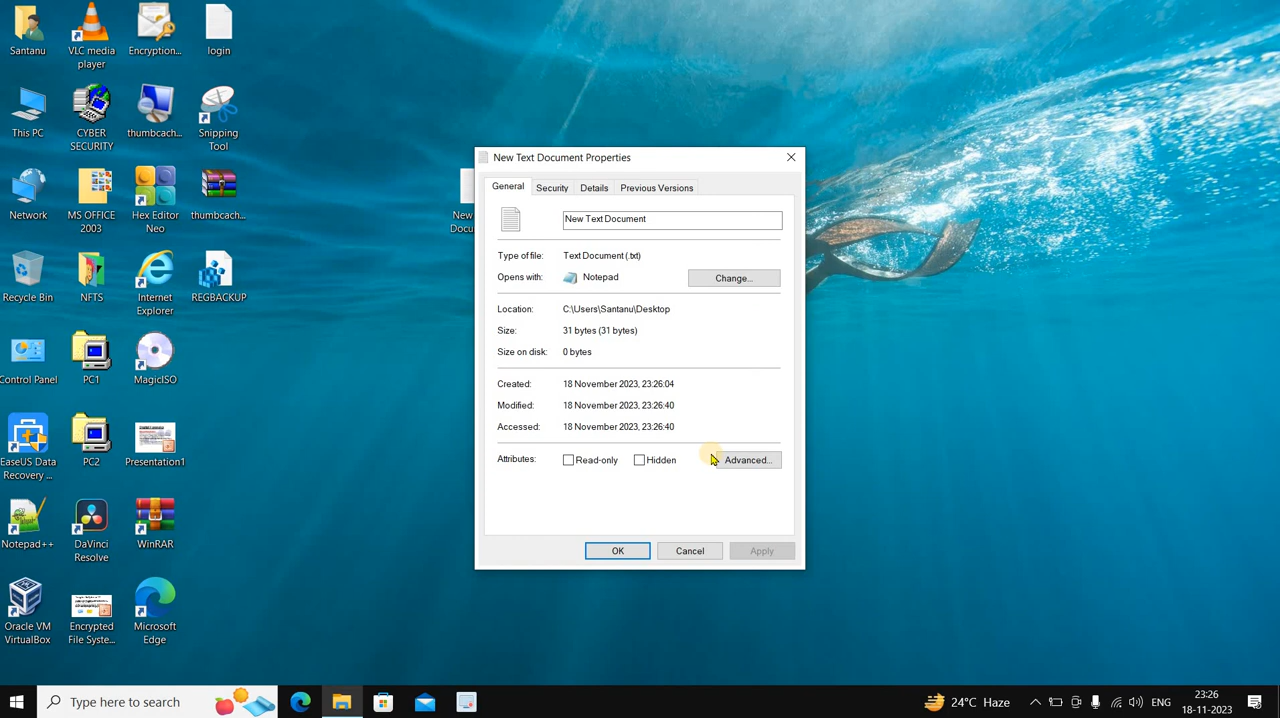 Santanu
VLC media
player
Encryption...
login
This PC
CYBER
SECURITY
thumbcach...
Snipping
Tool
Network
MS OFFICE
2003
Hex Editor
Neo
thumbcach...
Recycle Bin
NFTS
Internet
Explorer
REGBACKUP
Control Panel
PC1
MagicISO
EaseUS Data
Recovery ...
PC2
Presentation1
Notepad++
DaVinci
Resolve
WinRAR
Oracle VM
VirtualBox
Encrypted
File Syste...
Microsoft
Edge
New
Docu
New Text Document Properties
General Security Details Previous Versions
New Text Document
Type of file: Text Document (.txt)
Opens with: Notepad Change...
Location: C:\Users\Santanu\Desktop
Size: 31 bytes (31 bytes)
Size on disk: 0 bytes
Created: 18 November 2023, 23:26:04
Modified: 18 November 2023, 23:26:40
Accessed: 18 November 2023, 23:26:40
Attributes: Read-only Hidden Advanced...
OK Cancel Apply
Type here to search
24°C Haze
ENG
23:26
18-11-2023